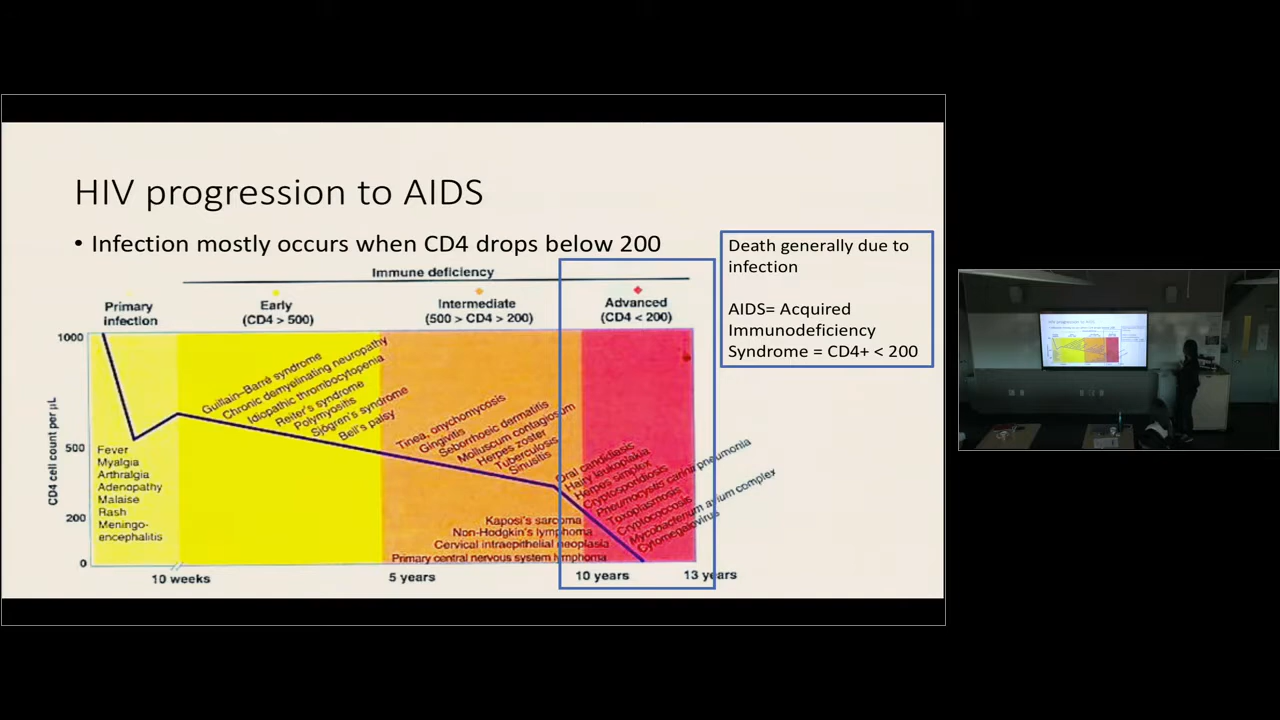 HIV progression to AIDS
• Infection mostly occurs when CD4 drops below 200
Death generally due to
infection
AIDS= Acquired
Immunodeficiency
Syndrome = CD4+ < 200
Immune deficiency
Primary
infection
Early
(CD4 > 500)
Intermediate
(500 > CD4 > 200)
Advanced
(CD4 < 200)
CD4 cell count per µL
1000
500
200
0
Fever
Myalgia
Arthralgia
Adenopathy
Malaise
Rash
Meningo-
encephalitis
Guillain–Barré syndrome
Chronic demyelinating neuropathy
Idiopathic thrombocytopenia
Reiter's syndrome
Polymyositis
Sjögren's syndrome
Bell's palsy
Tinea, onychomycosis
Gingivitis
Seborrhoeic dermatitis
Molluscum contagiosum
Herpes zoster
Tuberculosis
Sinusitis
Kaposi's sarcoma
Non-Hodgkin's lymphoma
Cervical intraepithelial neoplasia
Primary central nervous system lymphoma
Oral candidiasis
Hairy leukoplakia
Herpes simplex
Cryptosporidiosis
Pneumocystis carinii pneumonia
Toxoplasmosis
Cryptococcosis
Mycobacterium avium complex
Cytomegalovirus
10 weeks
5 years
10 years
13 years